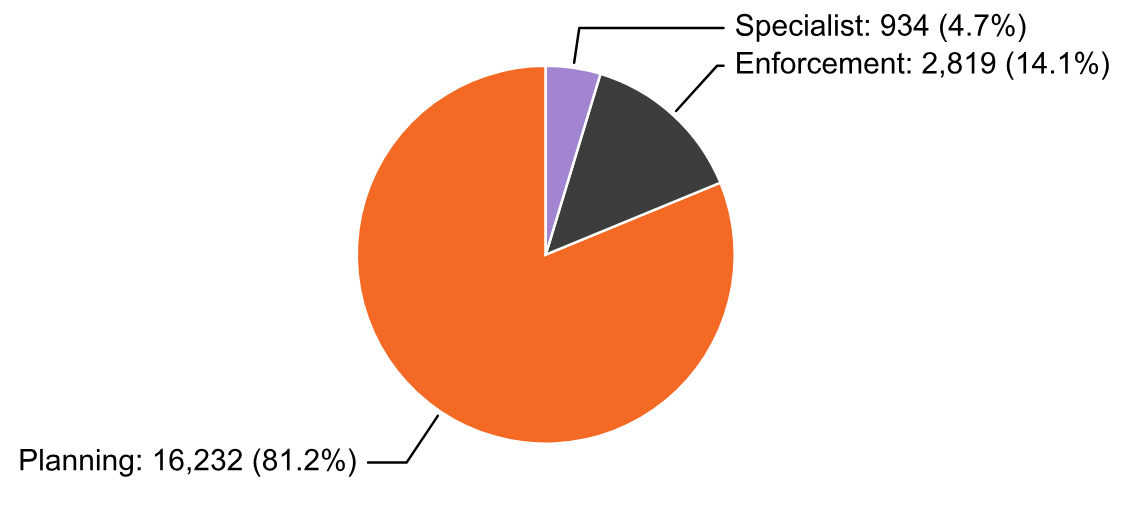 Specialist: 934 (4.7%)
Enforcement: 2,819 (14.1%)
Planning: 16,232 (81.2%)